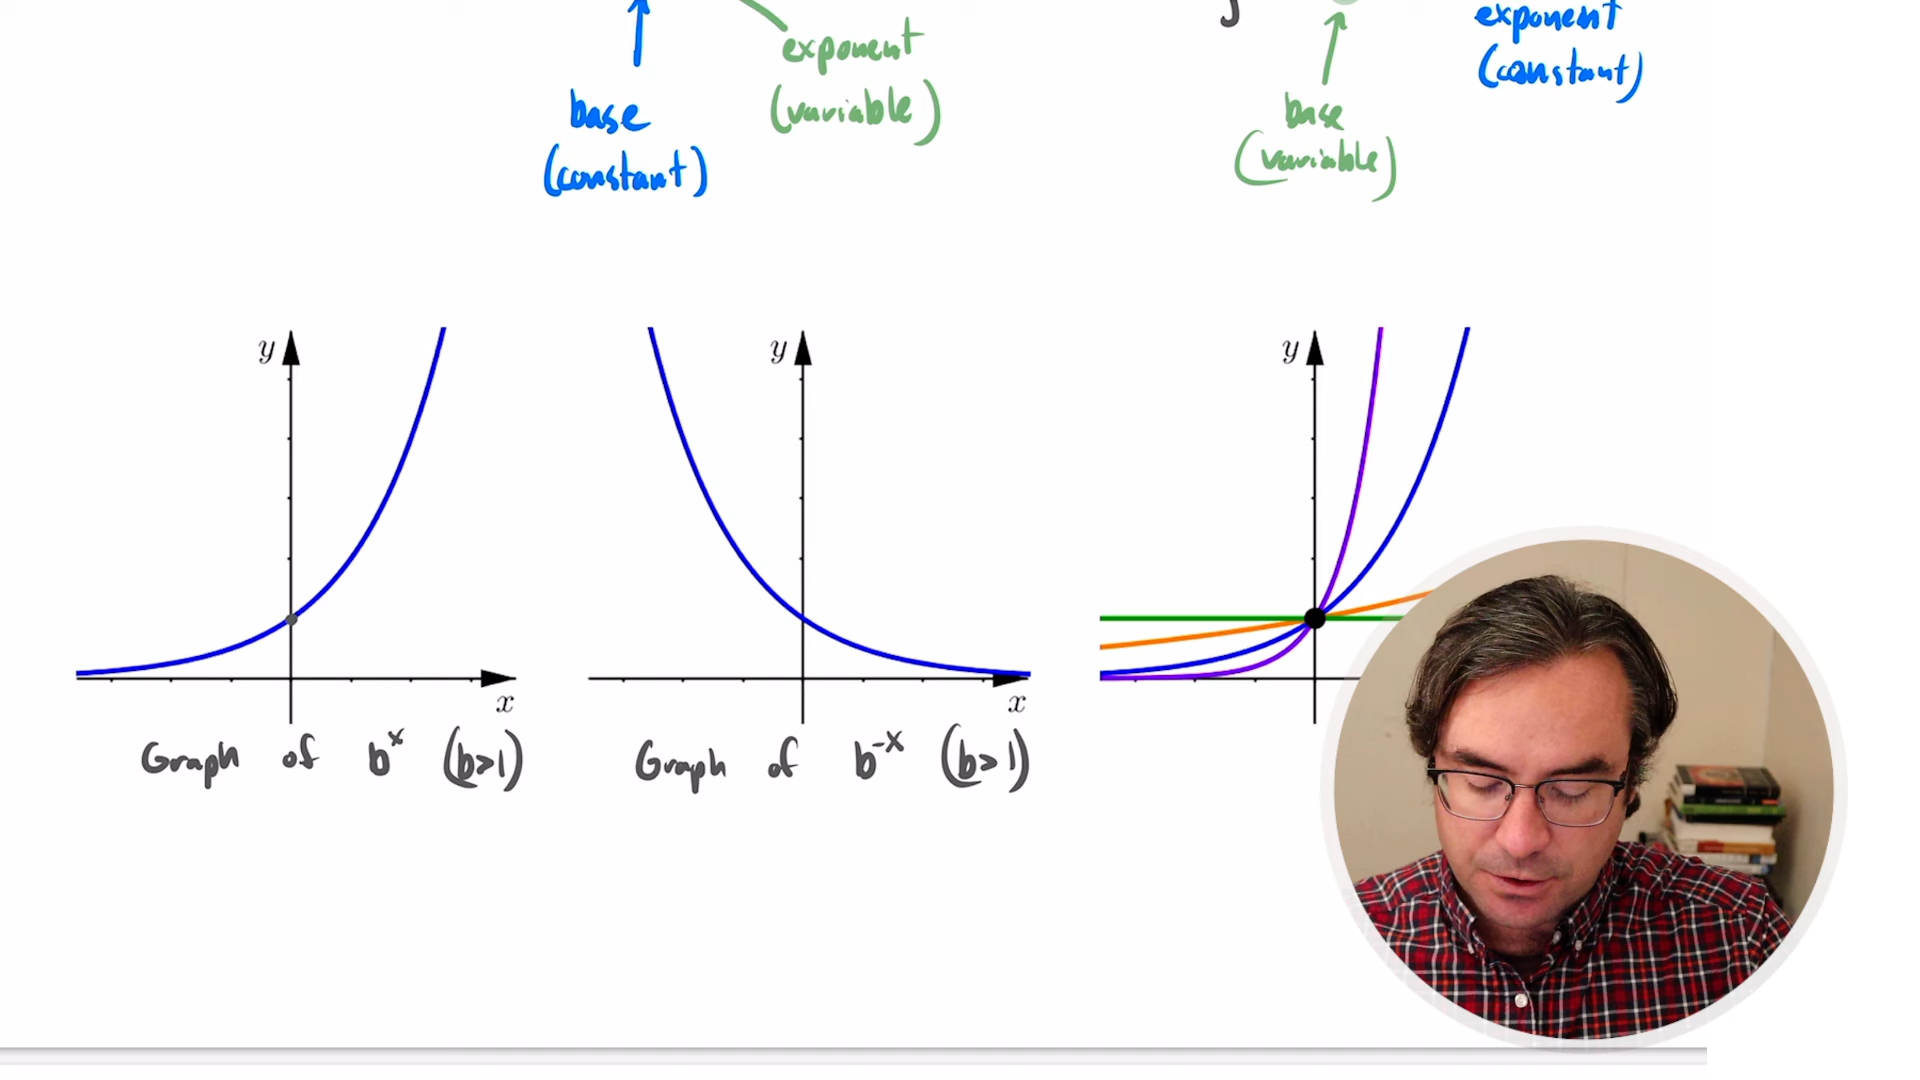 exponent
(variable)
base
(constant)
exponent
(constant)
base
(variable)
y
x
Graph of b^x (b>1)
y
x
Graph of b^-x (b>1)
y